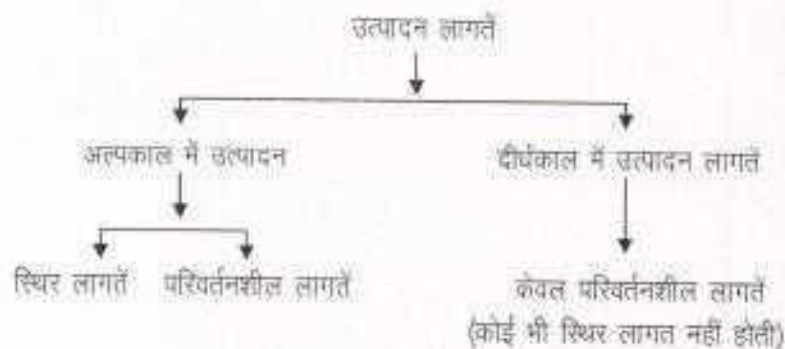 उत्पादन लागतें
अल्पकाल में उत्पादन
दीर्घकाल में उत्पादन लागतें
स्थिर लागतें
परिवर्तनशील लागतें
केवल परिवर्तनशील लागतें
(कोई भी स्थिर लागत नहीं होती)